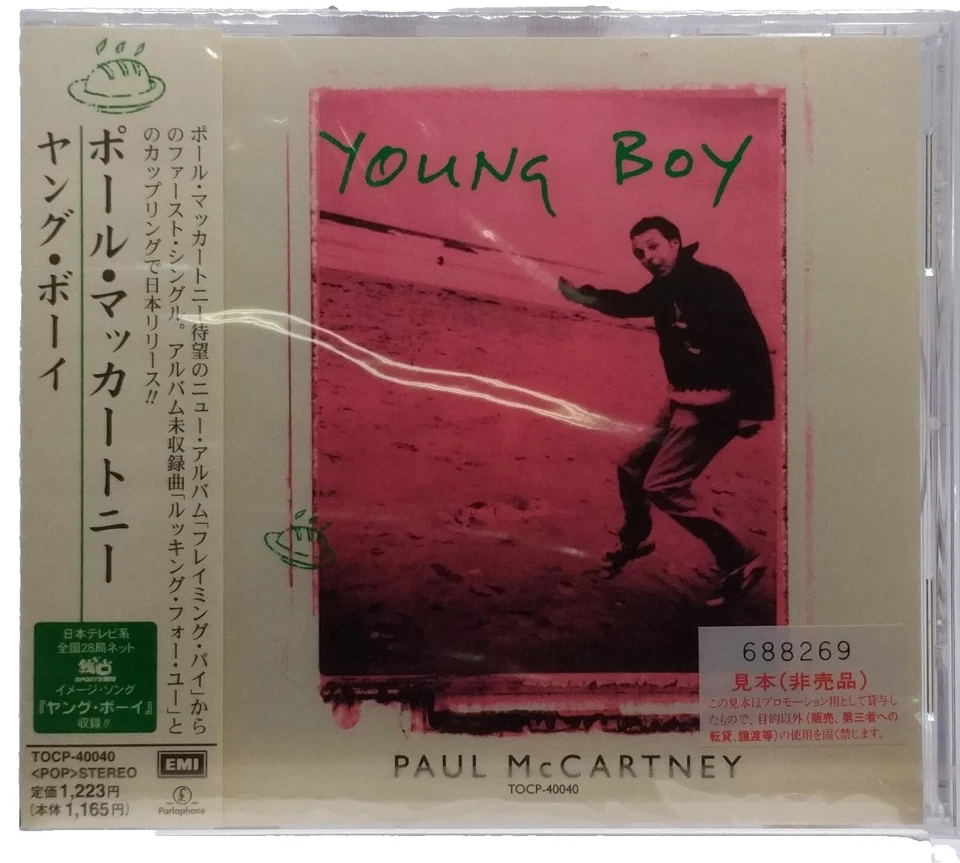 ポール・マッカートニー
ヤング・ボーイ
ポール・マッカートニー待望のニュー・アルバム「フレイミング・パイ」から
のファースト・シングル。アルバム未収録曲「ルッキング・フォー・ユー」と
のカップリングで日本リリース!!
日本テレビ系
全国28局ネット
SPORTS
イメージ・ソング
『ヤング・ボーイ』
収録!!
TOCP-40040
<POP>STEREO
定価1,223円
(本体1,165円)
EMI
Parlophone
YOUNG BOY
688269
見本(非売品)
この見本はプロモーション用として貸与し
たもので、目的以外(販売、第三者への
転貸、譲渡等)の使用を固く禁じます。
PAUL McCARTNEY
TOCP-40040